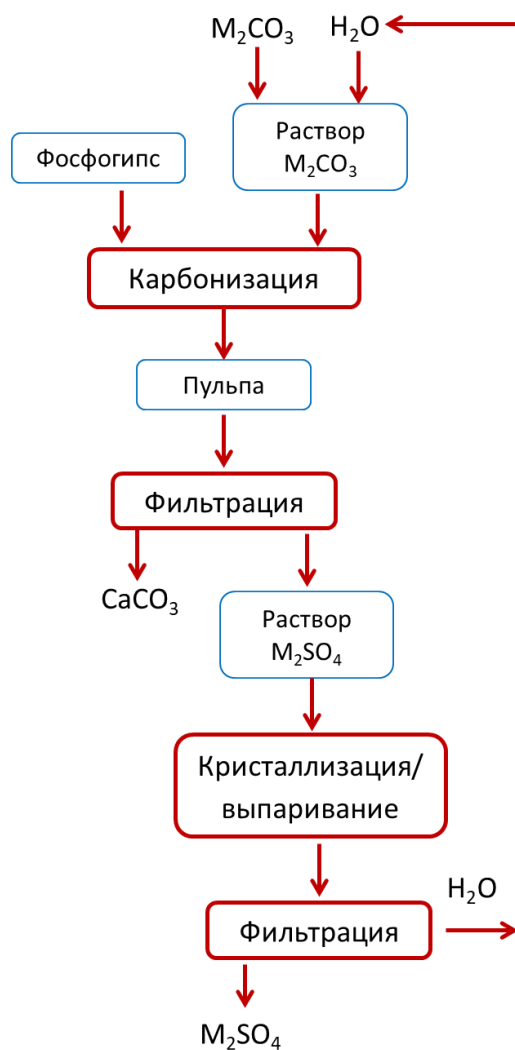 M₂CO₃
H₂O
Раствор
M₂CO₃
Фосфогипс
Карбонизация
Пульпа
Фильтрация
CaCO₃
Раствор
M₂SO₄
Кристаллизация/
выпаривание
H₂O
Фильтрация
M₂SO₄